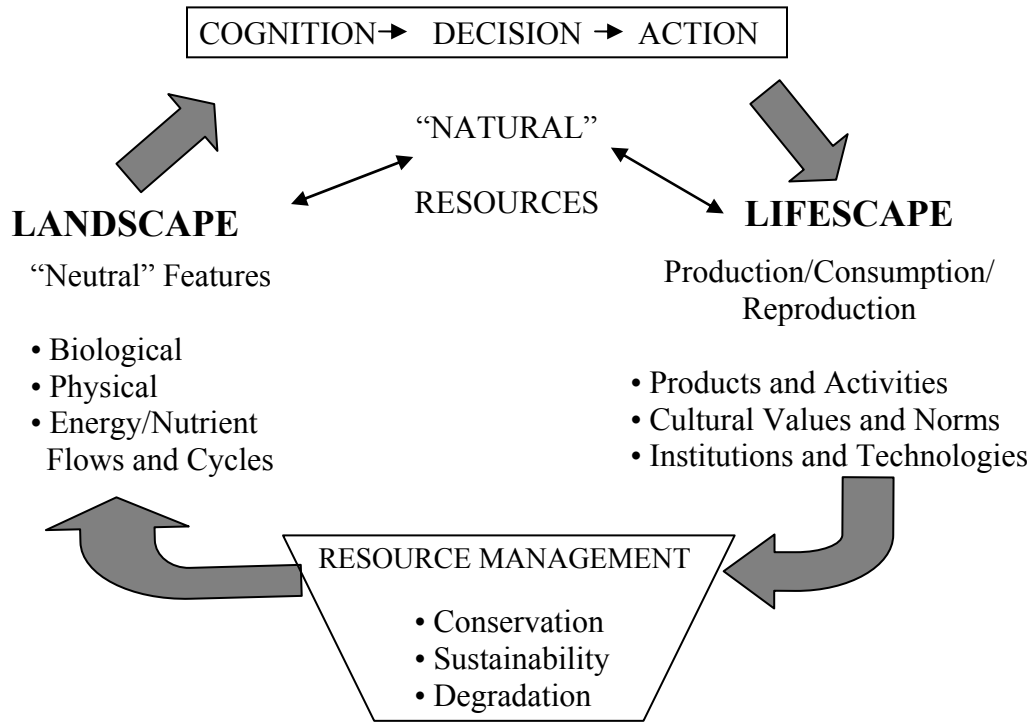 COGNITION DECISION ACTION
“NATURAL”
RESOURCES
LANDSCAPE
“Neutral” Features
• Biological
• Physical
• Energy/Nutrient
Flows and Cycles
LIFESCAPE
Production/Consumption/
Reproduction
• Products and Activities
• Cultural Values and Norms
• Institutions and Technologies
RESOURCE MANAGEMENT
• Conservation
• Sustainability
• Degradation